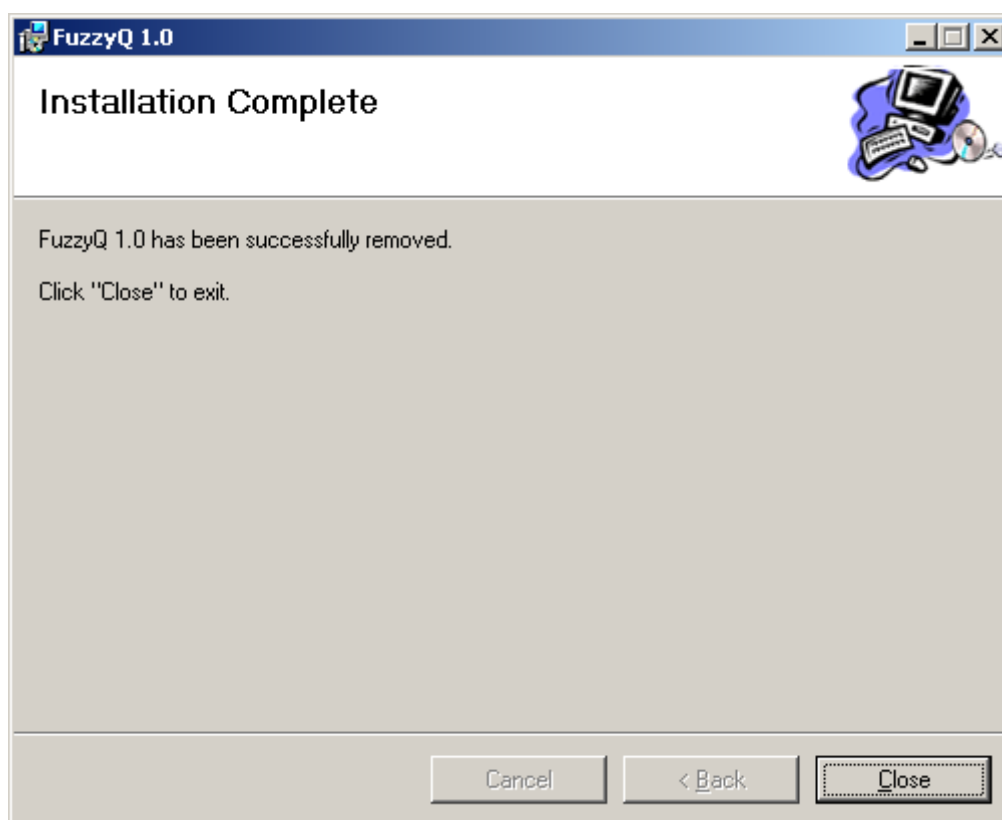 FuzzyQ 1.0
Installation Complete
FuzzyQ 1.0 has been successfully removed.
Click "Close" to exit.
Cancel
< Back
Close